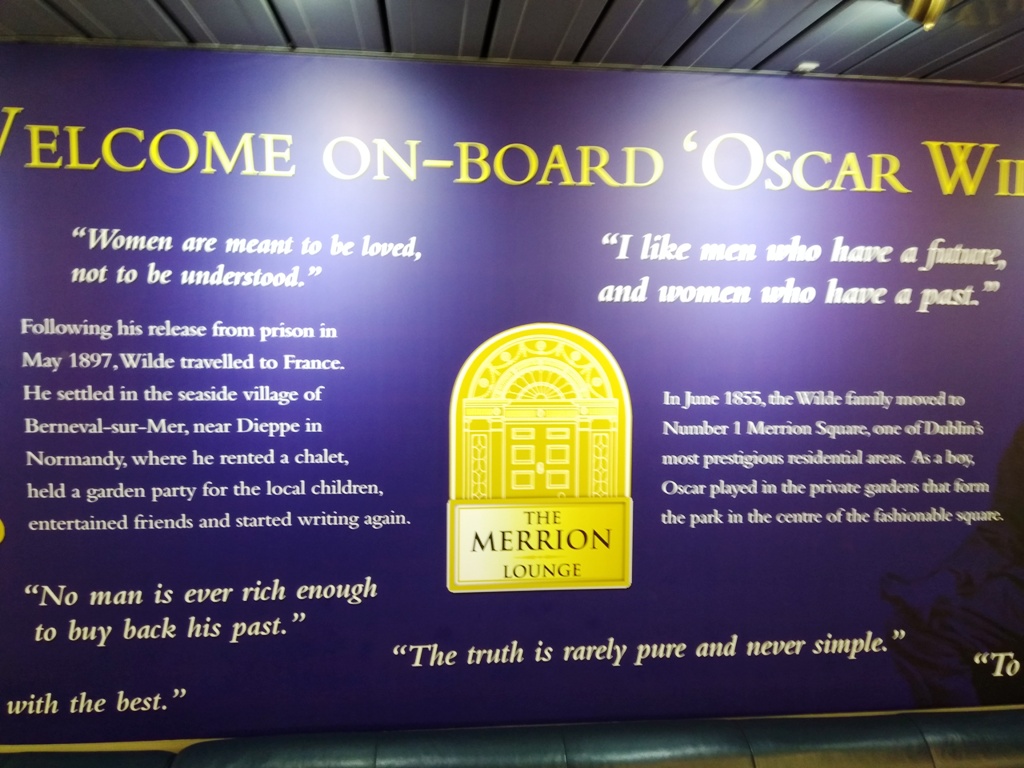 WELCOME ON-BOARD ‘OSCAR WIL
“Women are meant to be loved,
not to be understood.”
“I like men who have a future,
and women who have a past.”
Following his release from prison in
May 1897, Wilde travelled to France.
He settled in the seaside village of
Berneval-sur-Mer, near Dieppe in
Normandy, where he rented a chalet,
held a garden party for the local children,
entertained friends and started writing again.
In June 1855, the Wilde family moved to
Number 1 Merrion Square, one of Dublin's
most prestigious residential areas. As a boy,
Oscar played in the private gardens that form
the park in the centre of the fashionable square.
THE
MERRION
LOUNGE
“No man is ever rich enough
to buy back his past.”
“The truth is rarely pure and never simple.”
“To
with the best.”